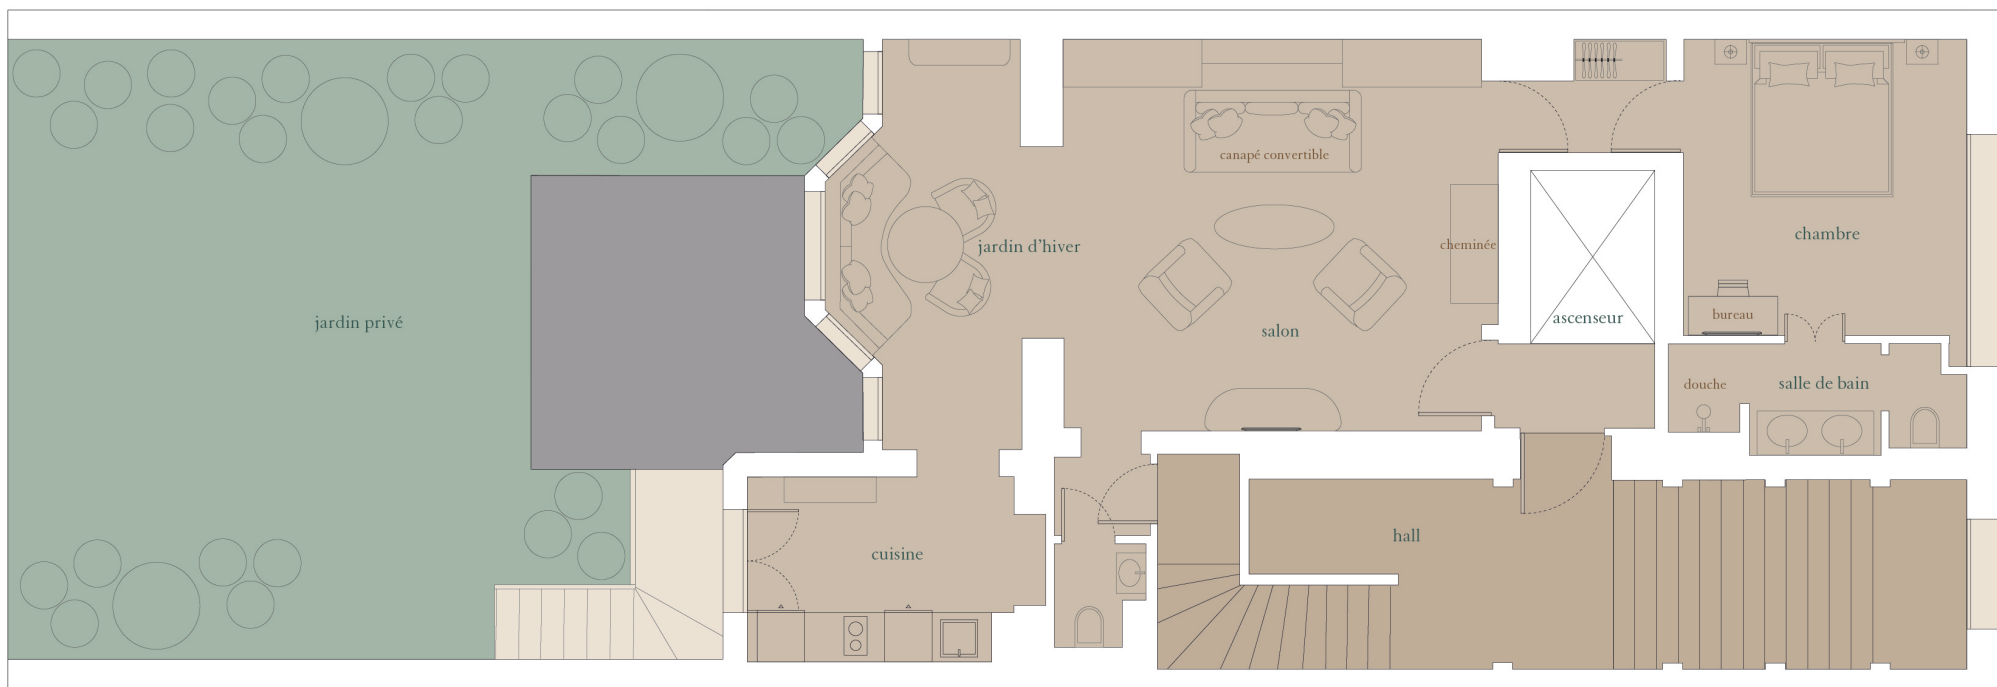 canapé convertible
chambre
cheminée
jardin d’hiver
bureau
ascenseur
jardin privé
salon
douche
salle de bain
hall
cuisine